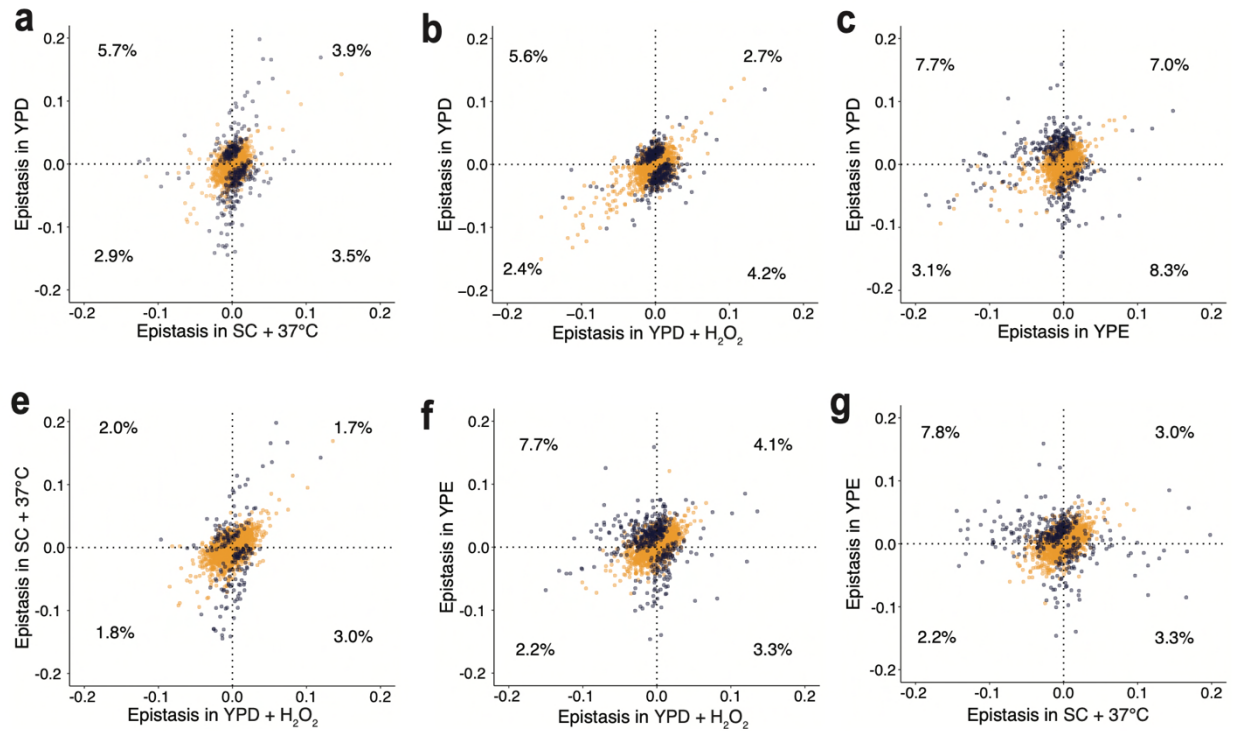 a
0.2
0.1
0.0
-0.1
-0.2
Epistasis in YPD
5.7%
3.9%
2.9%
3.5%
-0.2 -0.1 0.0 0.1 0.2
Epistasis in SC + 37°C
b
0.2
0.1
0.0
−0.1
−0.2
Epistasis in YPD
5.6%
2.7%
2.4%
4.2%
−0.2 −0.1 0.0 0.1 0.2
Epistasis in YPD + H₂O₂
c
0.2
0.1
0.0
-0.1
-0.2
Epistasis in YPD
7.7%
7.0%
3.1%
8.3%
-0.2 -0.1 0.0 0.1 0.2
Epistasis in YPE
e
0.2
0.1
0.0
-0.1
-0.2
Epistasis in SC + 37°C
2.0%
1.7%
1.8%
3.0%
-0.2 -0.1 0.0 0.1 0.2
Epistasis in YPD + H₂O₂
f
0.2
0.1
0.0
-0.1
-0.2
Epistasis in YPE
7.7%
4.1%
2.2%
3.3%
-0.2 -0.1 0.0 0.1 0.2
Epistasis in YPD + H₂O₂
g
0.2
0.1
0.0
-0.1
-0.2
Epistasis in YPE
7.8%
3.0%
2.2%
3.3%
-0.2 -0.1 0.0 0.1 0.2
Epistasis in SC + 37°C